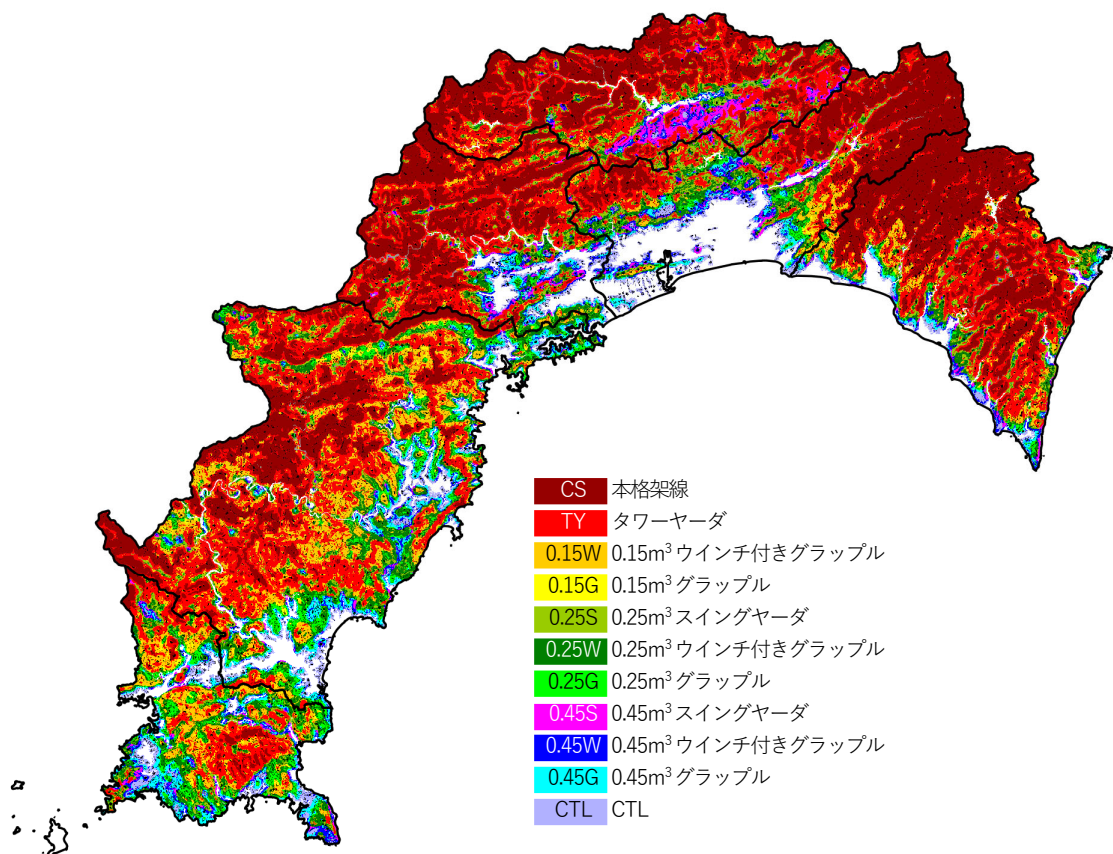 CS 本格架線
TY タワーヤーダ
0.15W 0.15m³ ウインチ付きグラップル
0.15G 0.15m³ グラップル
0.25S 0.25m³ スイングヤーダ
0.25W 0.25m³ ウインチ付きグラップル
0.25G 0.25m³ グラップル
0.45S 0.45m³ スイングヤーダ
0.45W 0.45m³ ウインチ付きグラップル
0.45G 0.45m³ グラップル
CTL CTL